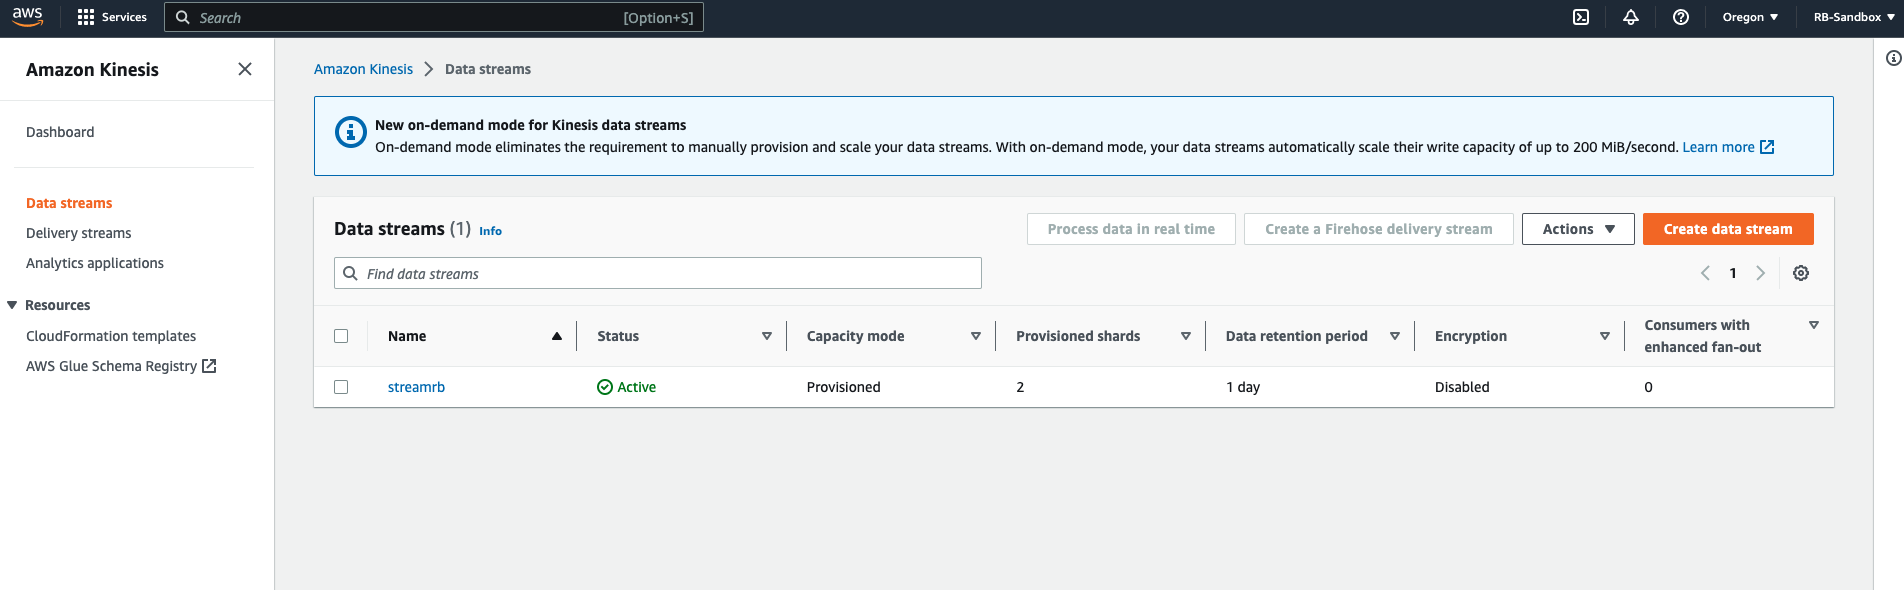 aws
Services
Search
[Option+S]
Oregon
RB-Sandbox
Amazon Kinesis
Dashboard
Data streams
Delivery streams
Analytics applications
Resources
CloudFormation templates
AWS Glue Schema Registry
Amazon Kinesis
Data streams
New on-demand mode for Kinesis data streams
On-demand mode eliminates the requirement to manually provision and scale your data streams. With on-demand mode, your data streams automatically scale their write capacity of up to 200 MiB/second. Learn more
Data streams (1) Info
Process data in real time
Create a Firehose delivery stream
Actions
Create data stream
Find data streams
1
Name
Status
Capacity mode
Provisioned shards
Data retention period
Encryption
Consumers with
enhanced fan-out
streamrb
Active
Provisioned
2
1 day
Disabled
0